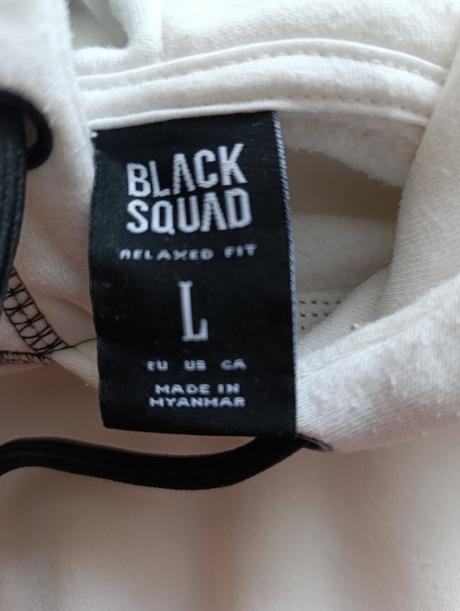 BLACK
SQUAD
RELAXED FIT
L
EU US CA
MADE IN
MYANMAR